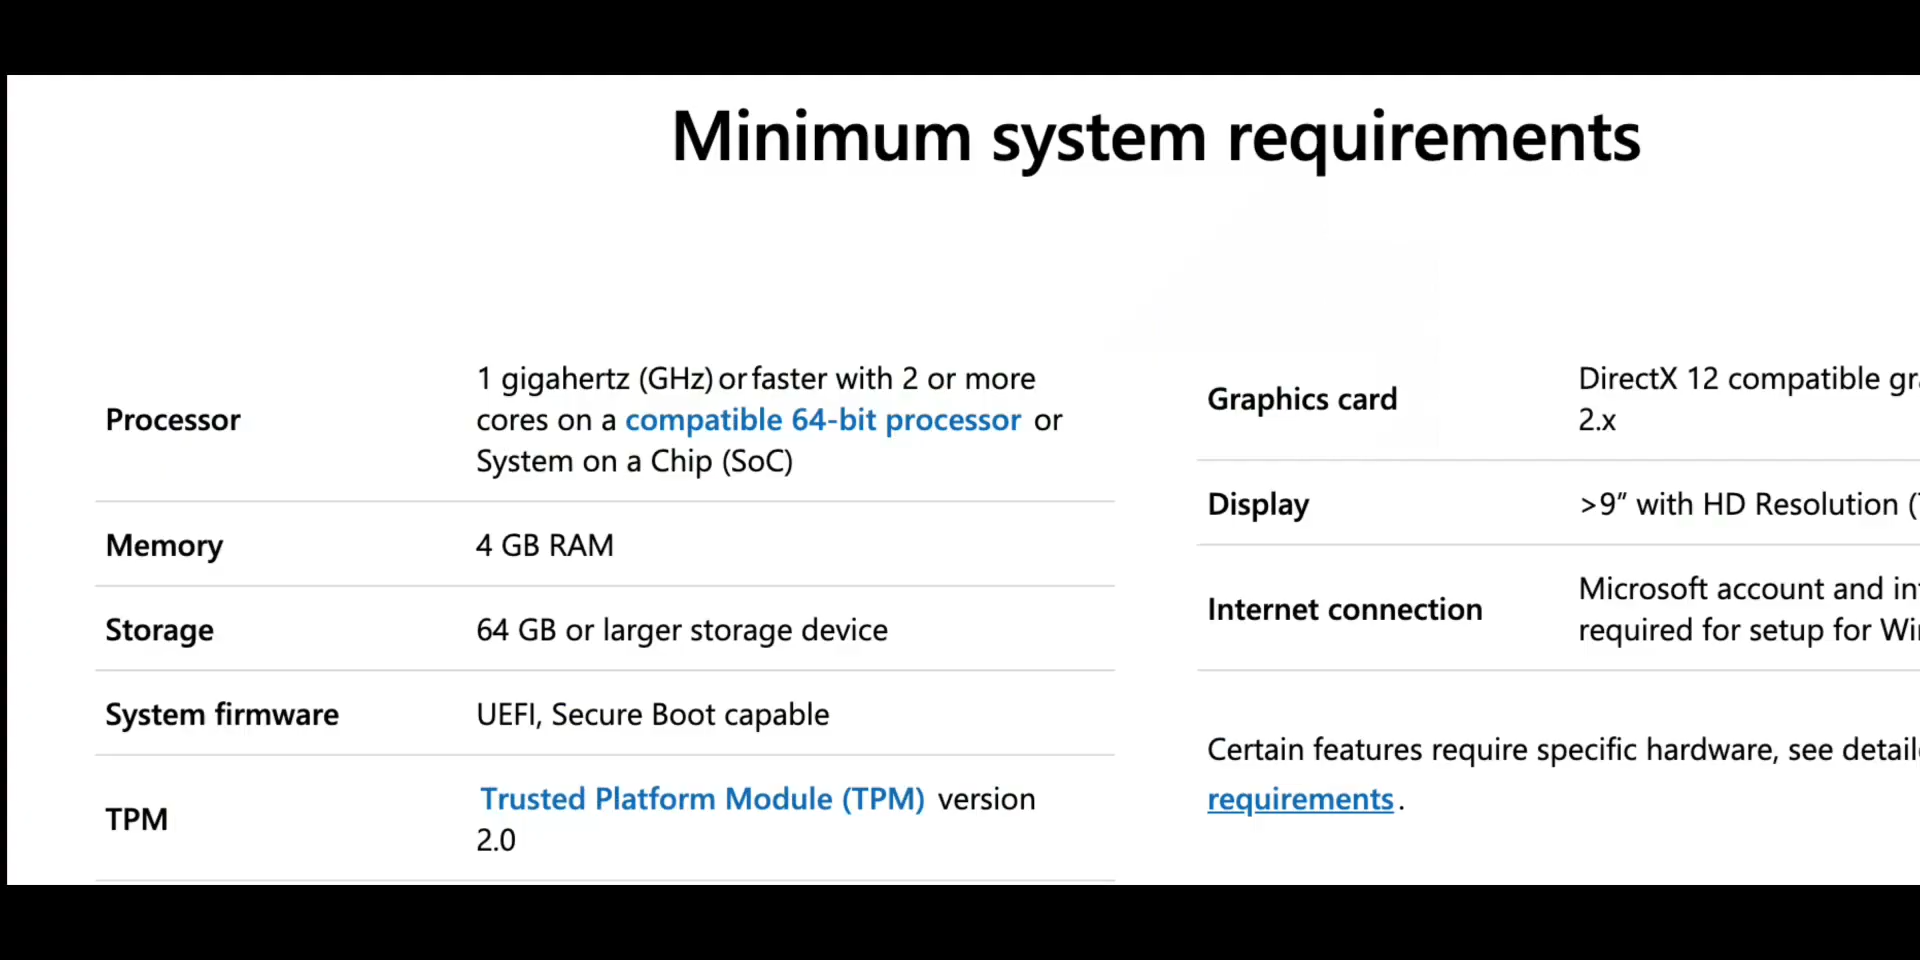 Minimum system requirements
Processor
1 gigahertz (GHz) or faster with 2 or more
cores on a compatible 64-bit processor or
System on a Chip (SoC)
Memory
4 GB RAM
Storage
64 GB or larger storage device
System firmware
UEFI, Secure Boot capable
TPM
Trusted Platform Module (TPM) version
2.0
Graphics card
DirectX 12 compatible
2.x
Display
>9” with HD Resolution
Internet connection
Microsoft account and
required for setup for
Certain features require specific hardware, see
requirements.